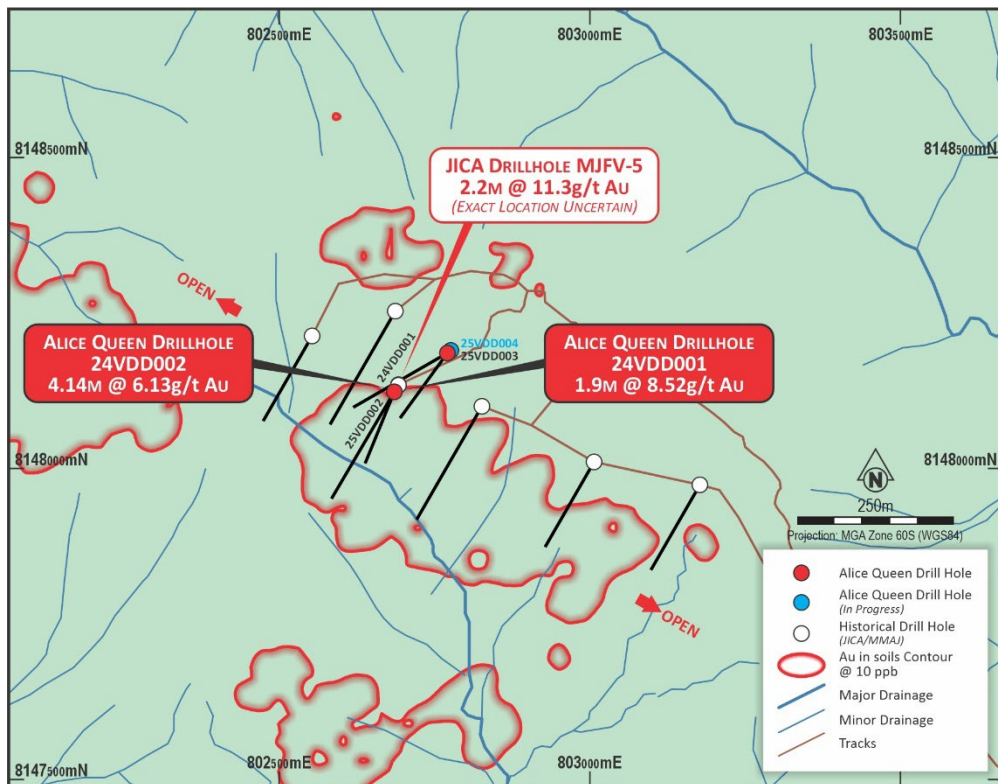 802500mE
803000mE
803500mE
8148500mN
8148500mN
JICA DRILLHOLE MJFV-5
2.2M @ 11.3g/t AU
(EXACT LOCATION UNCERTAIN)
OPEN
ALICE QUEEN DRILLHOLE
24VDD002
4.14M @ 6.13g/t AU
24VDD001
25VDD004
25VDD003
ALICE QUEEN DRILLHOLE
24VDD001
1.9M @ 8.52g/t AU
25VDD002
8148000mN
8148000mN
N
250m
Projection: MGA Zone 60S (WGS84)
OPEN
Alice Queen Drill Hole
Alice Queen Drill Hole
(In Progress)
Historical Drill Hole
(JICA/MMAJ)
Au in soils Contour
@ 10 ppb
Major Drainage
Minor Drainage
Tracks
8147500mN
802500mE
803000mE